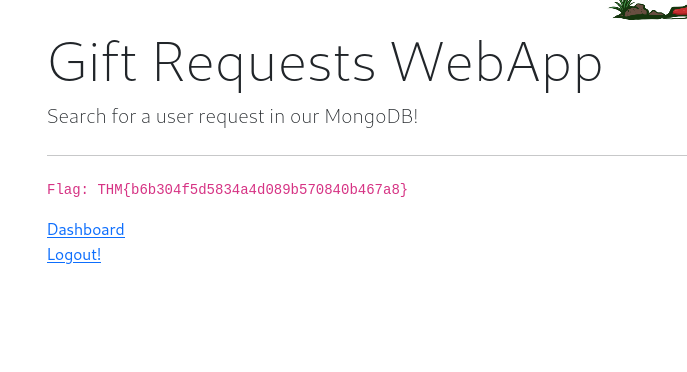 Gift Requests WebApp
Search for a user request in our MongoDB!
Flag: THM{b6b304f5d5834a4d089b570840b467a8}
Dashboard
Logout!